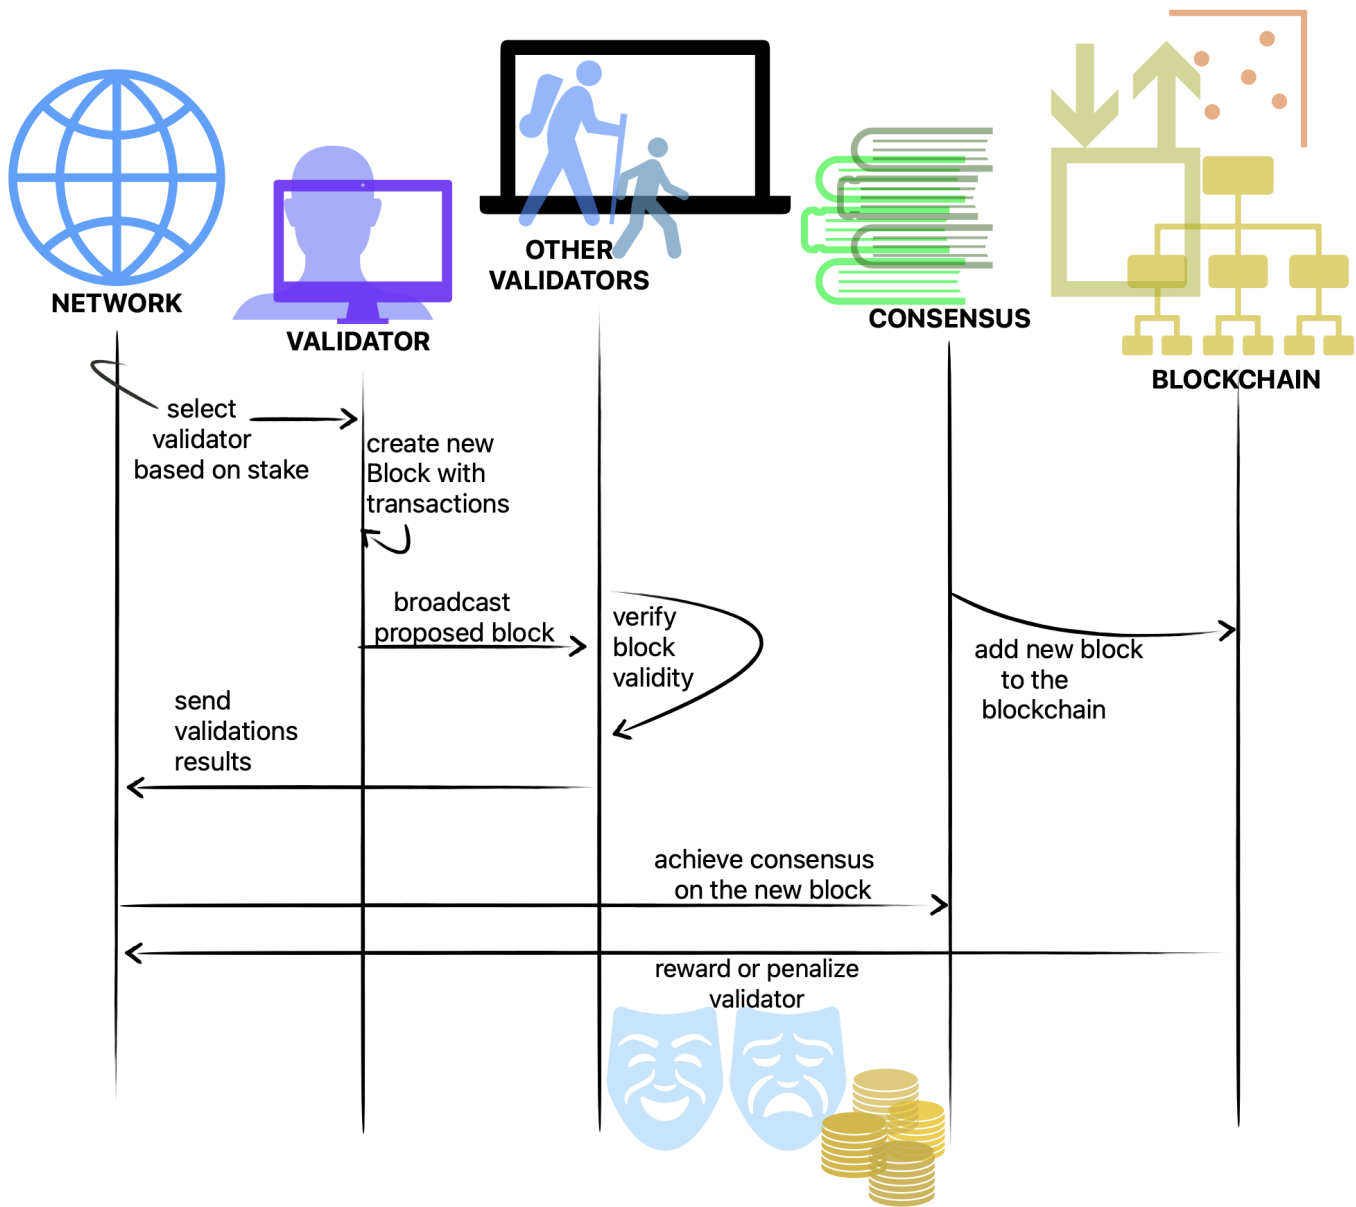 NETWORK
VALIDATOR
OTHER
VALIDATORS
CONSENSUS
BLOCKCHAIN
select
validator
based on stake
create new
Block with
transactions
broadcast
proposed block
verify
block
validity
add new block
to the
blockchain
send
validations
results
achieve consensus
on the new block
reward or penalize
validator